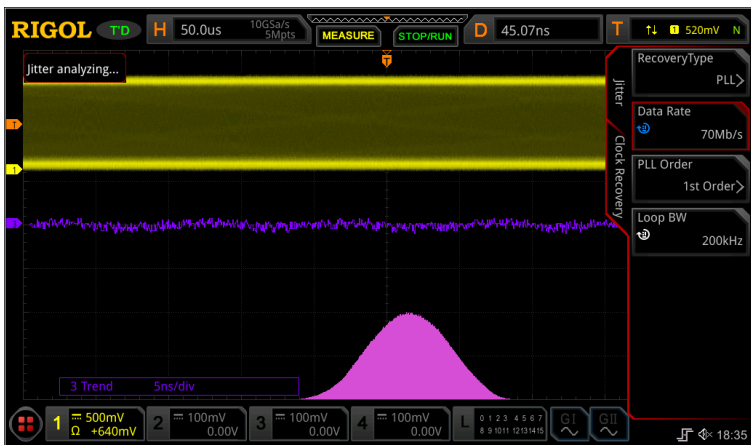 RIGOL T'D H 50.0us 10GSa/s 5Mpts MEASURE STOP/RUN D 45.07ns T 1 520mV N
Jitter analyzing...
T
T
1
3 Trend 5ns/div
Jitter
Clock Recovery
RecoveryType
PLL
Data Rate
70Mb/s
PLL Order
1st Order
Loop BW
200kHz
1 500mV Ω +640mV
2 100mV 0.00V
3 100mV 0.00V
4 100mV 0.00V
L 0 1 2 3 4 5 6 7
8 9 10 11 12 13 14 15
GI GII
18:35